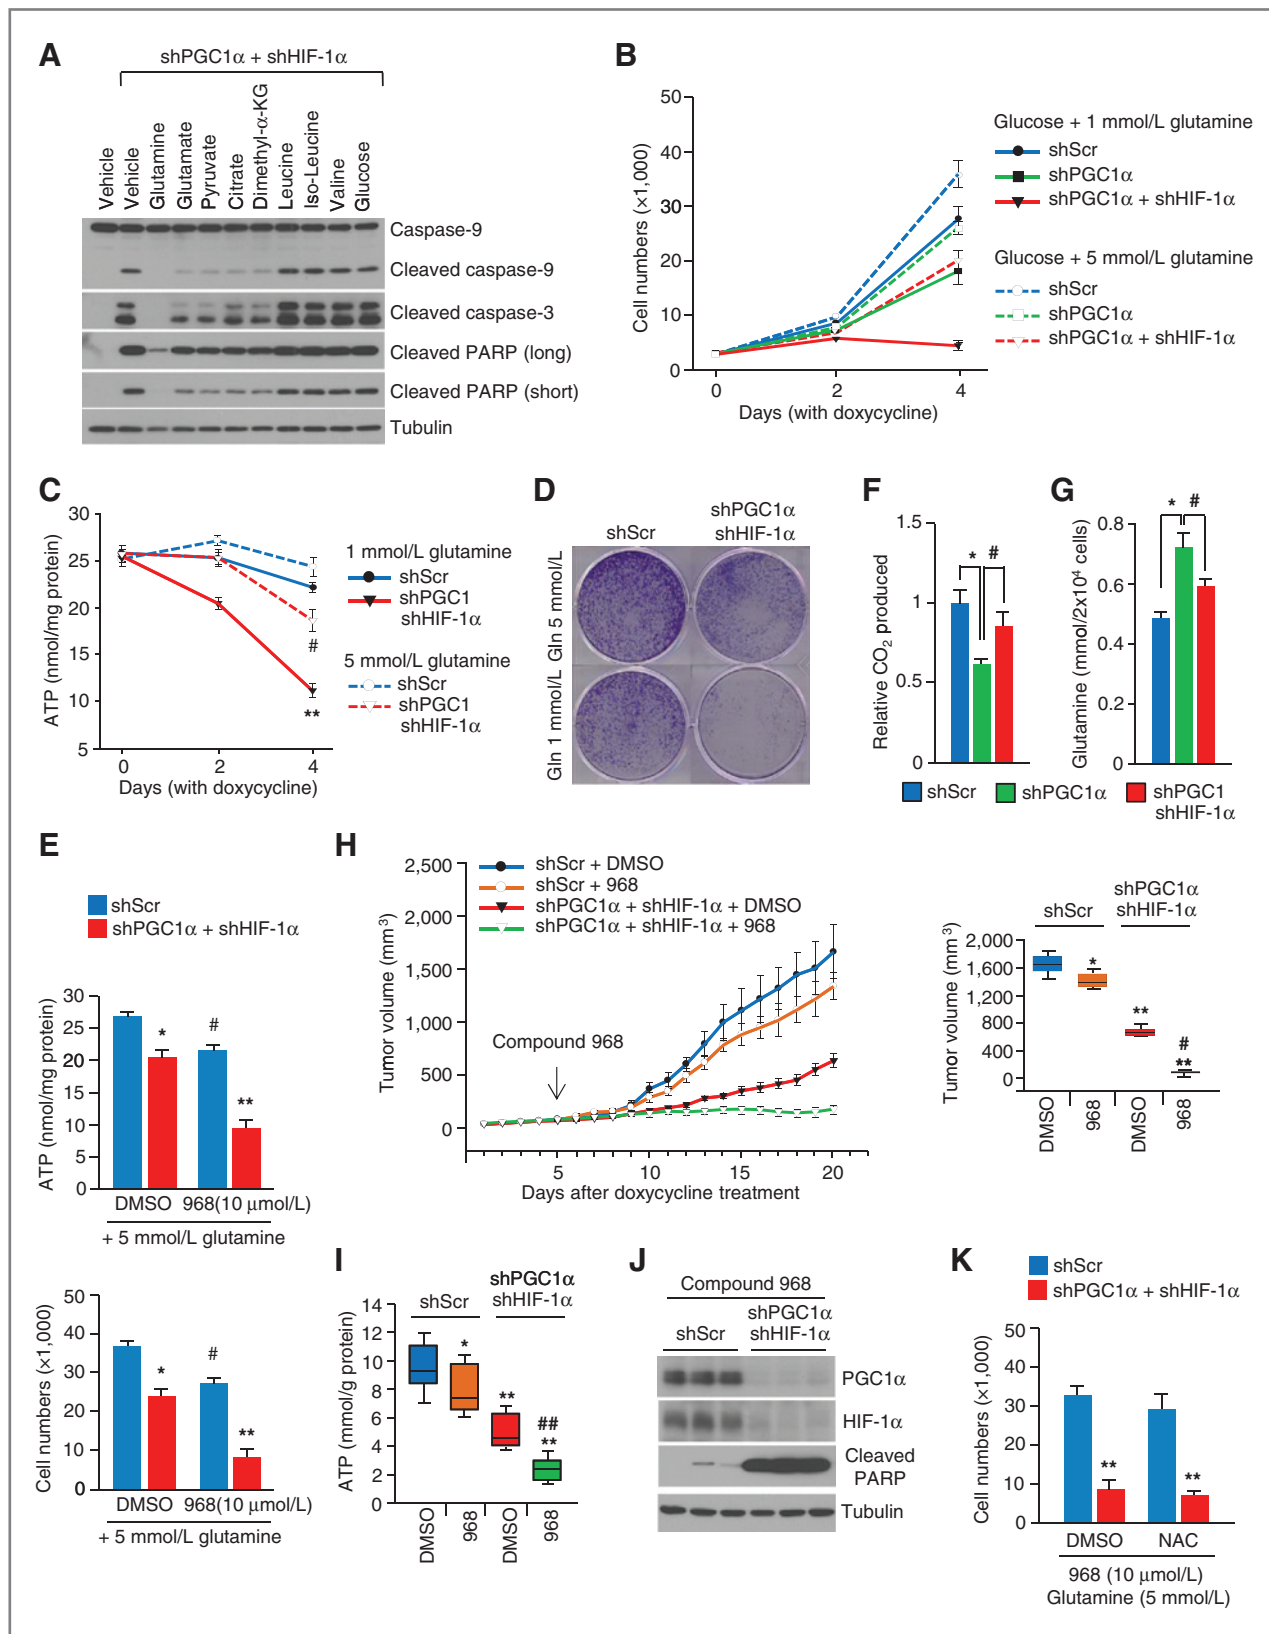 A
shPGC1α + shHIF-1α
Vehicle
Vehicle
Glutamine
Glutamate
Pyruvate
Citrate
Dimethyl-α-KG
Leucine
Iso-Leucine
Valine
Glucose
Caspase-9
Cleaved caspase-9
Cleaved caspase-3
Cleaved PARP (long)
Cleaved PARP (short)
Tubulin
B
Cell numbers (×1,000)
50
40
30
20
10
0
0 2 4
Days (with doxycycline)
Glucose + 1 mmol/L glutamine
shScr
shPGC1α
shPGC1α + shHIF-1α
Glucose + 5 mmol/L glutamine
shScr
shPGC1α
shPGC1α + shHIF-1α
C
ATP (nmol/mg protein)
30
25
20
15
10
5
#
**
0 2 4
Days (with doxycycline)
1 mmol/L glutamine
shScr
shPGC1
shHIF-1α
5 mmol/L glutamine
shScr
shPGC1
shHIF-1α
D
shScr
shPGC1α
shHIF-1α
Gln 5 mmol/L
Gln 1 mmol/L
F
Relative CO2 produced
1.5
1
0.5
0
* #
G
Glutamine (mmol/2x10⁴ cells)
0.8
0.6
0.4
0.2
0
* #
shScr
shPGC1α
shPGC1
shHIF-1α
E
shScr
shPGC1α + shHIF-1α
ATP (nmol/mg protein)
30
25
20
15
10
5
0
* # **
DMSO 968(10 μmol/L)
+ 5 mmol/L glutamine
Cell numbers (×1,000)
50
40
30
20
10
0
* # **
DMSO 968(10 μmol/L)
+ 5 mmol/L glutamine
H
shScr + DMSO
shScr + 968
shPGC1α + shHIF-1α + DMSO
shPGC1α + shHIF-1α + 968
Tumor volume (mm³)
2,500
2,000
1,500
1,000
500
0
Compound 968
5 10 15 20
Days after doxycycline treatment
shScr
shPGC1α
shHIF-1α
Tumor volume (mm³)
2,000
1,600
1,200
800
400
0
*
**
#
**
DMSO
968
DMSO
968
I
shScr
shPGC1α
shHIF-1α
ATP (mmol/g protein)
14
12
10
8
6
4
2
0
*
**
##
**
DMSO
968
DMSO
968
J
Compound 968
shScr
shPGC1α
shHIF-1α
PGC1α
HIF-1α
Cleaved
PARP
Tubulin
K
shScr
shPGC1α + shHIF-1α
Cell numbers (×1,000)
50
40
30
20
10
0
** **
DMSO NAC
968 (10 μmol/L)
Glutamine (5 mmol/L)